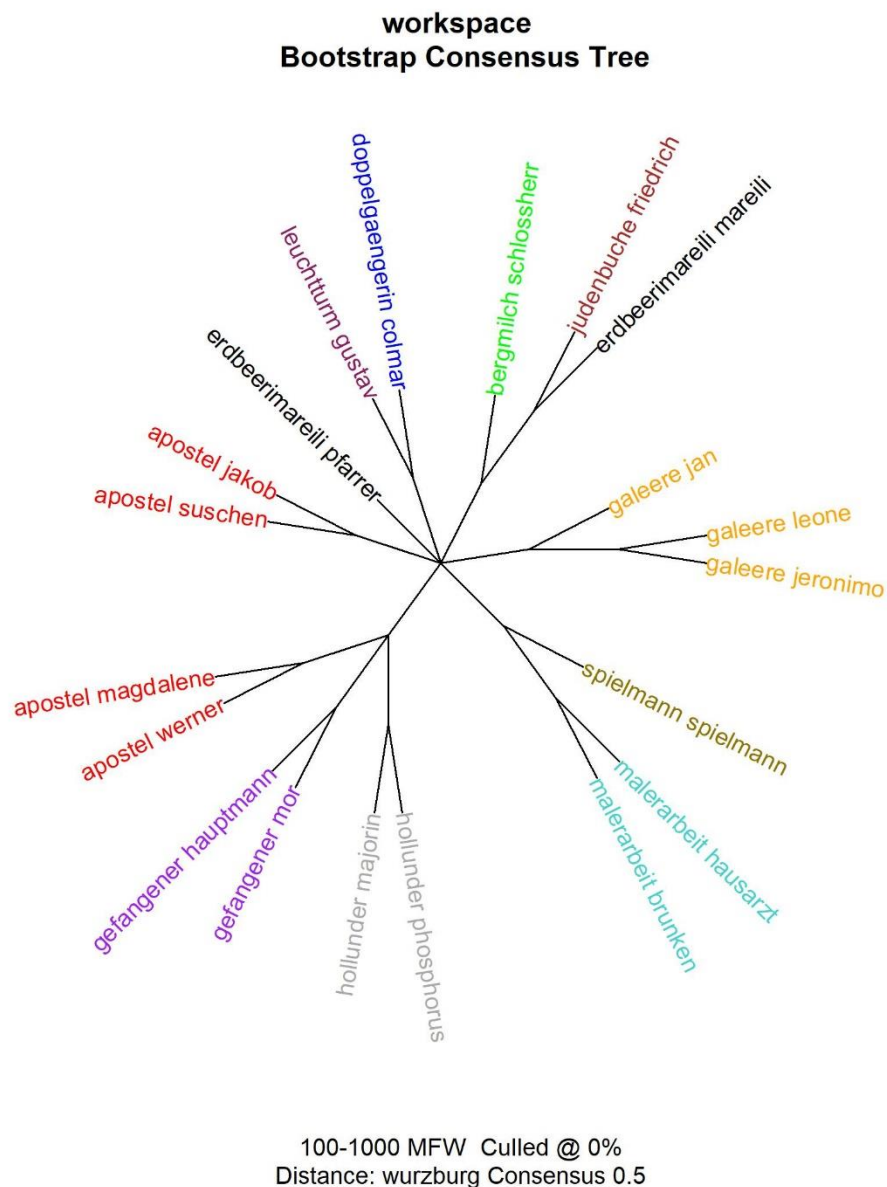 workspace
Bootstrap Consensus Tree
doppelgaengerin colmar
leuchtturm gustav
erdbeerimareili pfarrer
apostel jakob
apostel suschen
bergmilch schlossherr
judenbuche friedrich
erdbeerimareili mareili
galeere jan
galeere leone
galeere jeronimo
spielmann spielmann
malerarbeit hausarzt
malerarbeit brunken
apostel magdalene
apostel werner
gefangener hauptmann
gefangener mor
hollunder majorin
hollunder phosphorus
100-1000 MFW Culled @ 0%
Distance: wurzburg Consensus 0.5